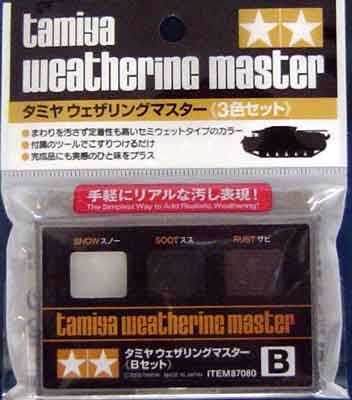 tamiya
weathering master
タミヤ ウェザリングマスター〈3色セット〉
●まわりを汚さず定着性も高いセミウェットタイプのカラー
●付属のツールでこすりつけるだけ
●完成品にも実感のひと味をプラス
手軽にリアルな汚し表現!
The Simplest Way to Add Realistic Weathering!
SNOW スノー SOOT スス RUST サビ
tamiya weathering master
タミヤ ウェザリングマスター
〈Bセット〉 ITEM87080
TAMIYA MADE IN JAPAN
B